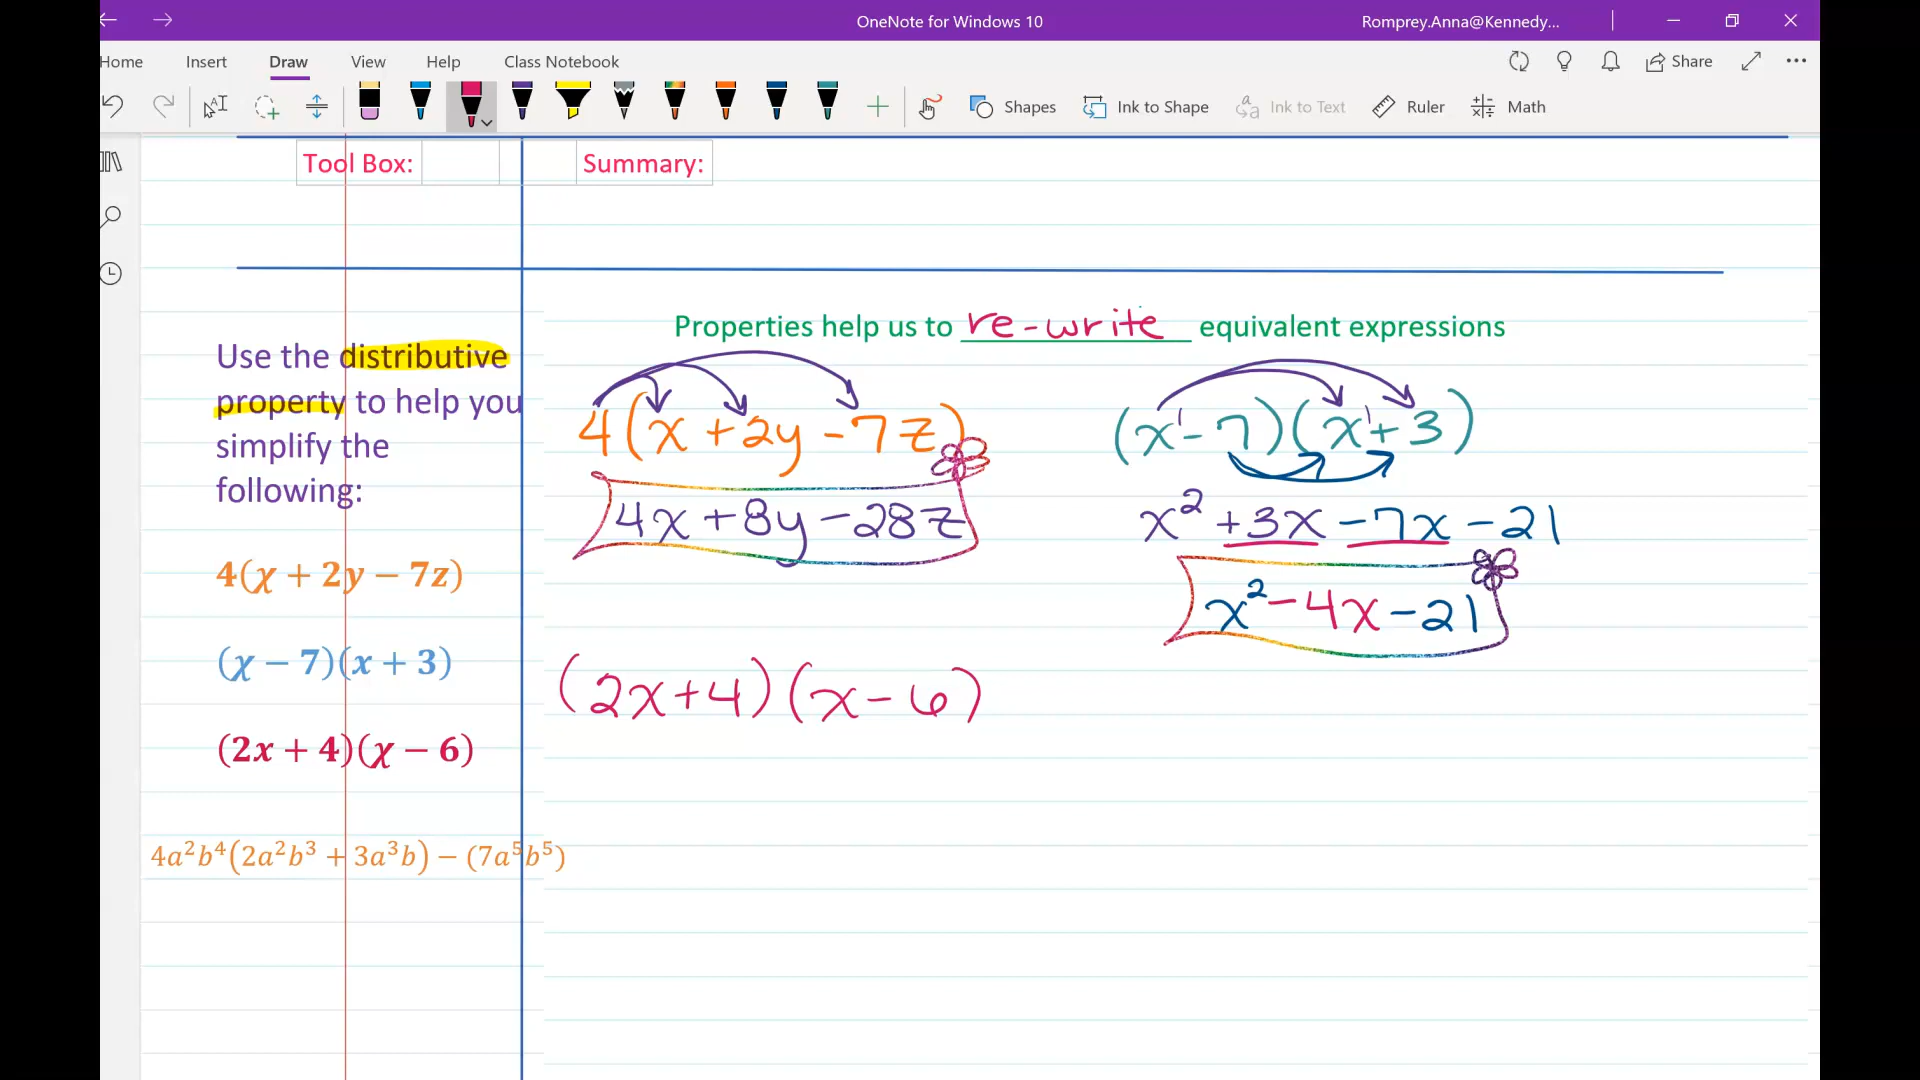 OneNote for Windows 10
Romprey.Anna@Kennedy...
Home Insert Draw View Help Class Notebook Share
Shapes Ink to Shape Ink to Text Ruler Math
Tool Box: Summary:
Properties help us to re-write equivalent expressions
Use the distributive
property to help you
simplify the
following:
4(x + 2y − 7z)
(x − 7)(x + 3)
(2x + 4)(x − 6)
4a²b⁴(2a²b³ + 3a³b) − (7a⁵b⁵)
4(x + 2y − 7z)
4x + 8y − 28z
(x¹ − 7)(x¹ + 3)
x² + 3x − 7x − 21
x² − 4x − 21
(2x + 4)(x − 6)